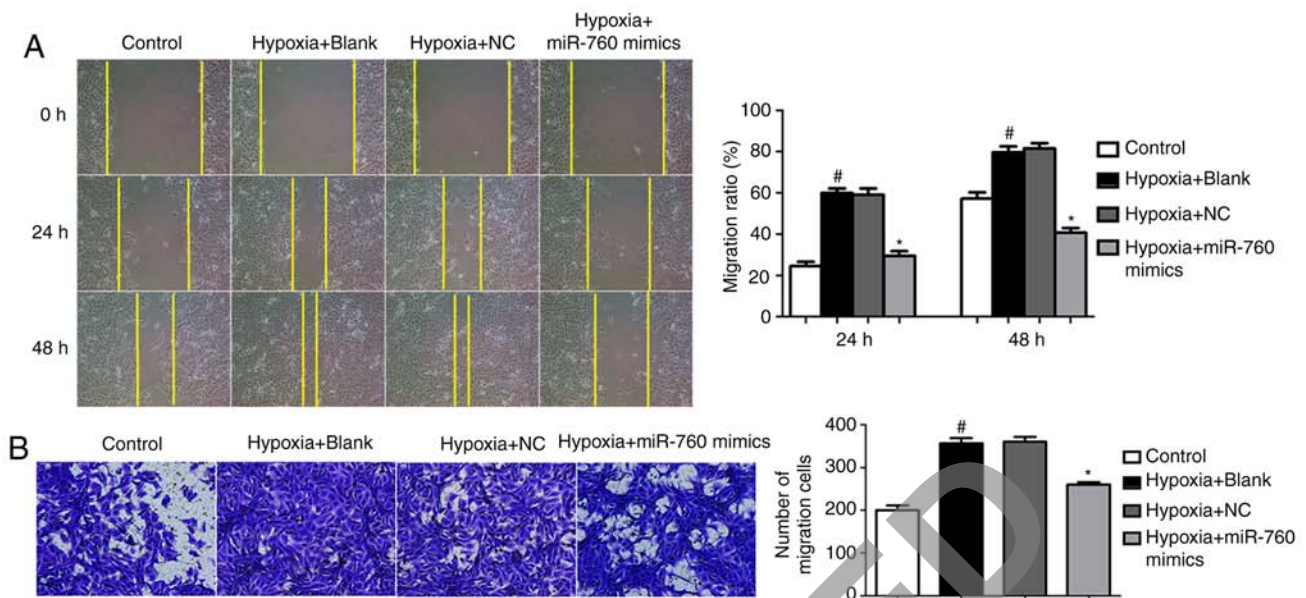 A
Control
Hypoxia+Blank
Hypoxia+NC
Hypoxia+
miR-760 mimics
0 h
24 h
48 h
Migration ratio (%)
100
80
60
40
20
0
#
*
#
*
24 h
48 h
Control
Hypoxia+Blank
Hypoxia+NC
Hypoxia+miR-760
mimics
B
Control
Hypoxia+Blank
Hypoxia+NC
Hypoxia+miR-760 mimics
Number of
migration cells
400
300
200
100
0
#
*
Control
Hypoxia+Blank
Hypoxia+NC
Hypoxia+miR-760
mimics